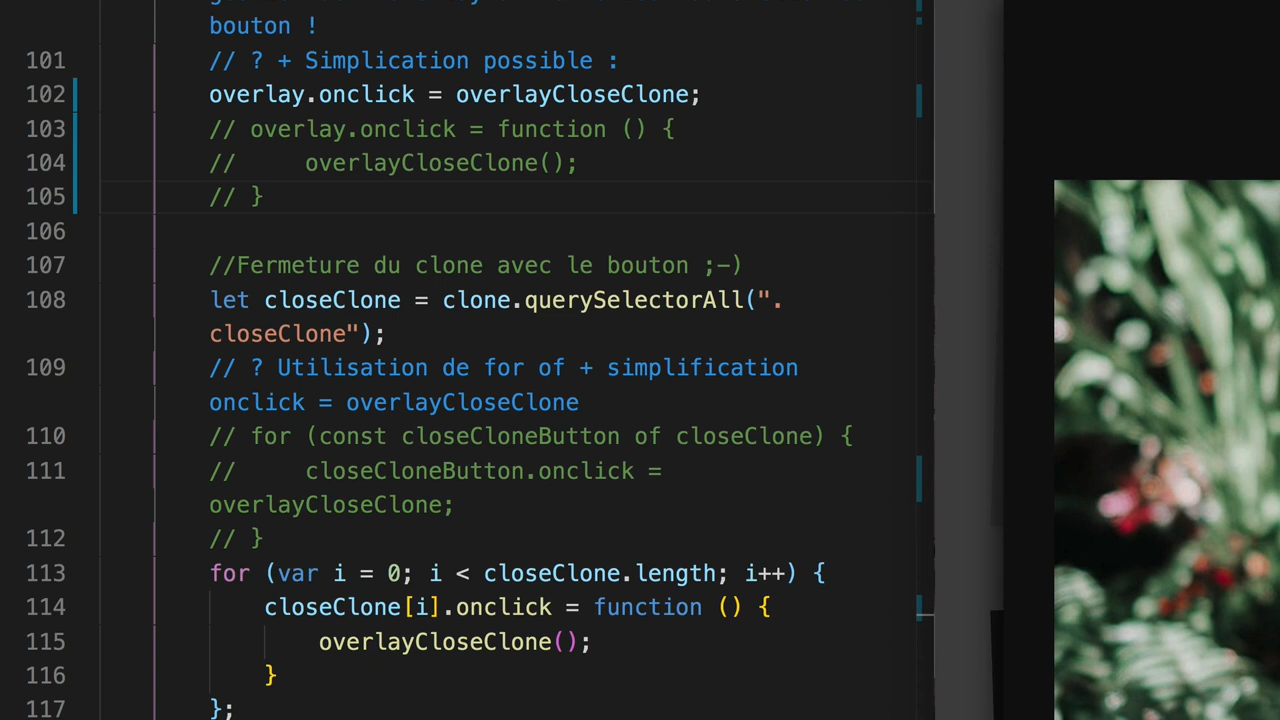 bouton !
101 // ? + Simplication possible :
102 overlay.onclick = overlayCloseClone;
103 // overlay.onclick = function () {
104 //     overlayCloseClone();
105 // }
106
107 //Fermeture du clone avec le bouton ;-)
108 let closeClone = clone.querySelectorAll(".
closeClone");
109 // ? Utilisation de for of + simplification
onclick = overlayCloseClone
110 // for (const closeCloneButton of closeClone) {
111 //     closeCloneButton.onclick =
overlayCloseClone;
112 // }
113 for (var i = 0; i < closeClone.length; i++) {
114     closeClone[i].onclick = function () {
115         overlayCloseClone();
116     }
117 };